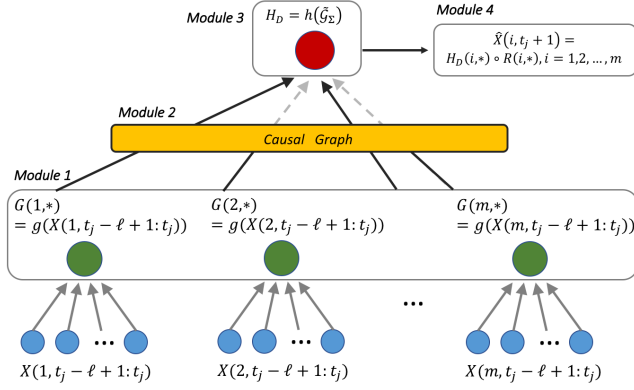 Module 3
H_D = h(𝒢̃_Σ)
Module 4
X̂(i, t_j + 1) =
H_D(i,*) ∘ R(i,*), i = 1,2, ..., m
Module 2
Causal Graph
Module 1
G(1,*)
= g(X(1, t_j − ℓ + 1: t_j))
G(2,*)
= g(X(2, t_j − ℓ + 1: t_j))
G(m,*)
= g(X(m, t_j − ℓ + 1: t_j))
...
... ... ...
X(1, t_j − ℓ + 1: t_j) X(2, t_j − ℓ + 1: t_j) X(m, t_j − ℓ + 1: t_j)